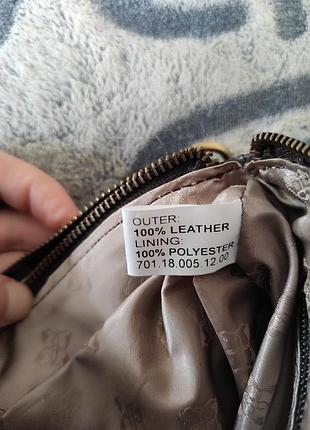 OUTER:
100% LEATHER
LINING:
100% POLYESTER
701.18.005.12.00